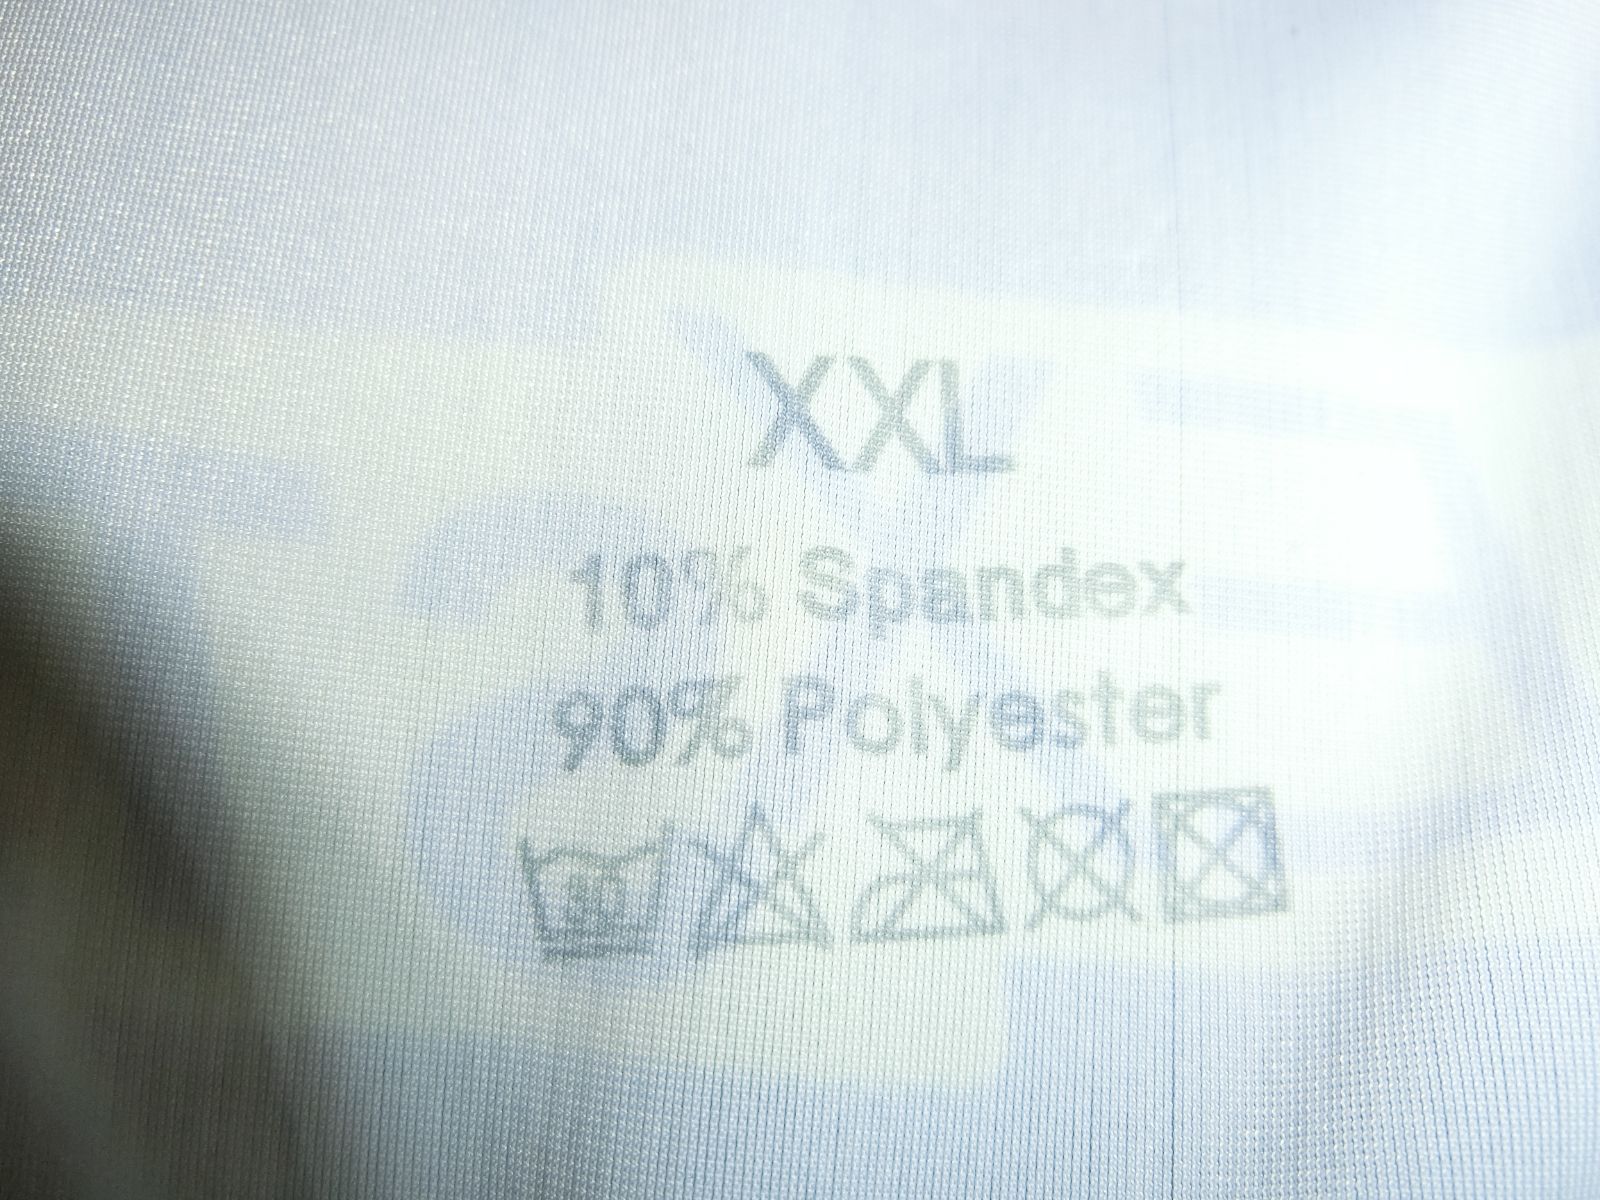 XXL
10% Spandex
90% Polyester